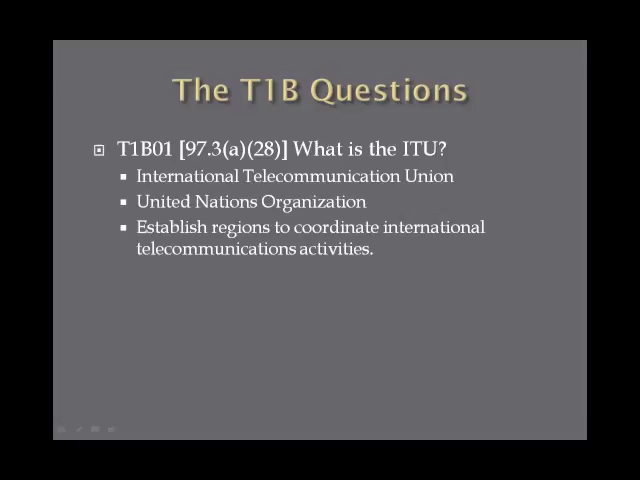 The T1B Questions
T1B01 [97.3(a)(28)] What is the ITU?
International Telecommunication Union
United Nations Organization
Establish regions to coordinate international
telecommunications activities.